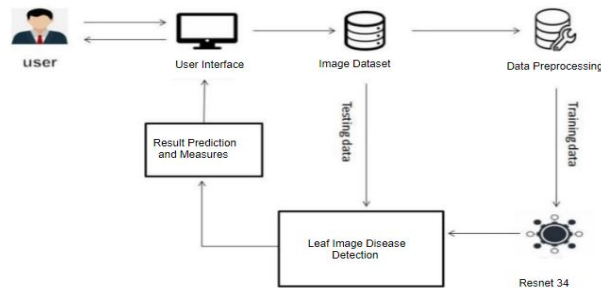 user
User Interface
Image Dataset
Data Preprocessing
Result Prediction
and Measures
Testing data
Training data
Leaf Image Disease
Detection
Resnet 34